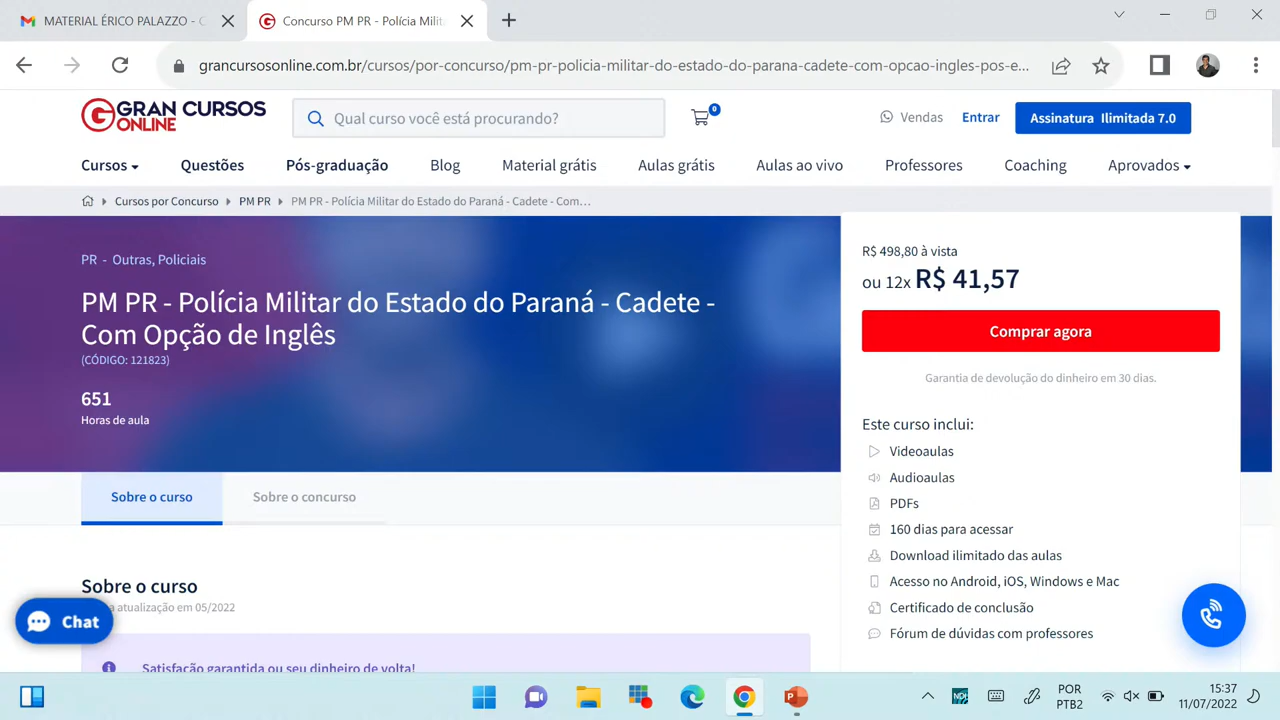 MATERIAL ÉRICO PALAZZO - C
Concurso PM PR - Polícia Milit
grancursosonline.com.br/cursos/por-concurso/pm-pr-policia-militar-do-estado-do-parana-cadete-com-opcao-ingles-pos-e...
GRAN CURSOS
ONLINE
Qual curso você está procurando?
0
Vendas
Entrar
Assinatura Ilimitada 7.0
Cursos
Questões
Pós-graduação
Blog
Material grátis
Aulas grátis
Aulas ao vivo
Professores
Coaching
Aprovados
Cursos por Concurso
PM PR
PM PR - Polícia Militar do Estado do Paraná - Cadete - Com...
PR - Outras, Policiais
PM PR - Polícia Militar do Estado do Paraná - Cadete -
Com Opção de Inglês
(CÓDIGO: 121823)
651
Horas de aula
R$ 498,80 à vista
ou 12x R$ 41,57
Comprar agora
Garantia de devolução do dinheiro em 30 dias.
Este curso inclui:
Videoaulas
Audioaulas
PDFs
160 dias para acessar
Download ilimitado das aulas
Acesso no Android, iOS, Windows e Mac
Certificado de conclusão
Fórum de dúvidas com professores
Sobre o curso
Sobre o concurso
Sobre o curso
a atualização em 05/2022
Chat
Satisfação garantida ou seu dinheiro de volta!
POR
PTB2
15:37
11/07/2022